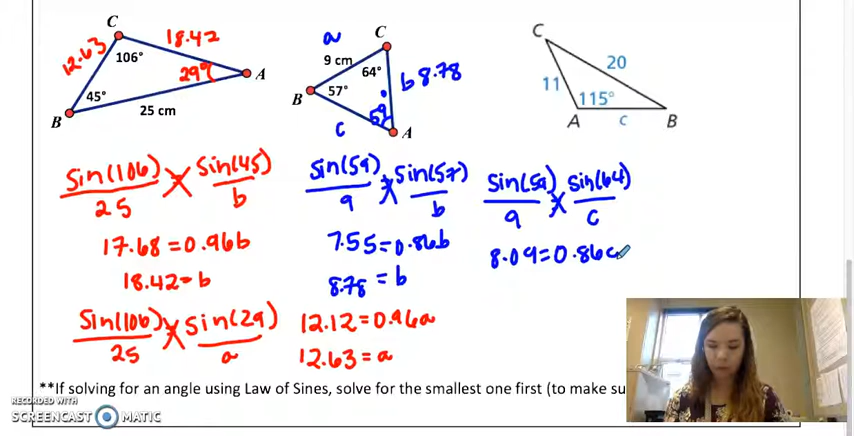 C
12.63
18.42
106°
29°
A
45°
25 cm
B
a
C
9 cm
64°
b 8.78
B
57°
59
c
A
C
20
11
115°
A
c
B
Sin(106)
25
Sin(45)
b
17.68=0.96b
18.42=b
Sin(106)
25
Sin(29)
a
12.12=0.96a
12.63=a
Sin(59)
9
Sin(57)
b
7.55=0.86b
8.78=b
Sin(59)
9
Sin(64)
c
8.09=0.86c
**If solving for an angle using Law of Sines, solve for the smallest one first (to make su
RECORDED WITH
SCREENCAST MATIC